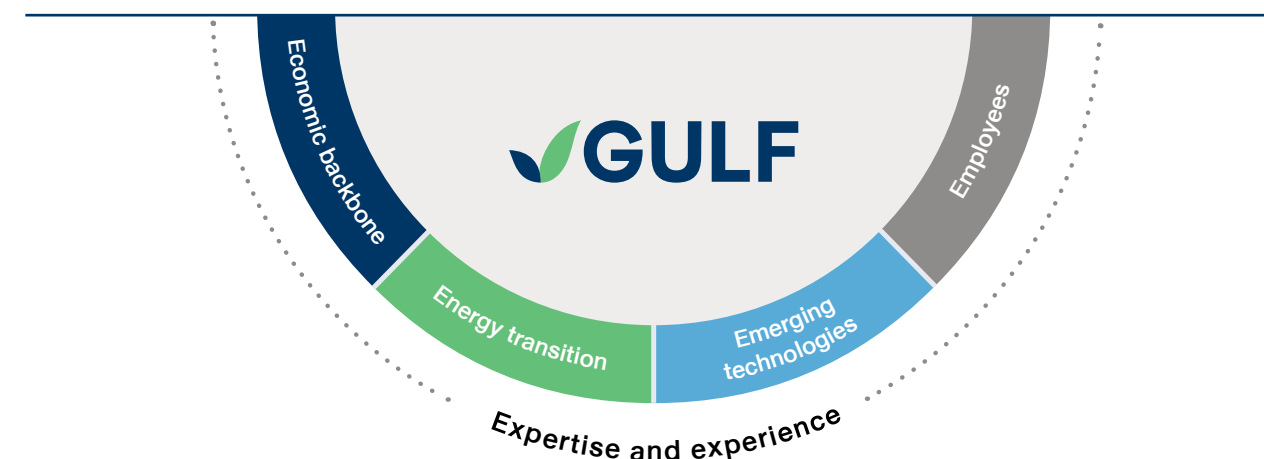 Economic backbone
GULF
Employees
Energy transition
Emerging
technologies
Expertise and experience